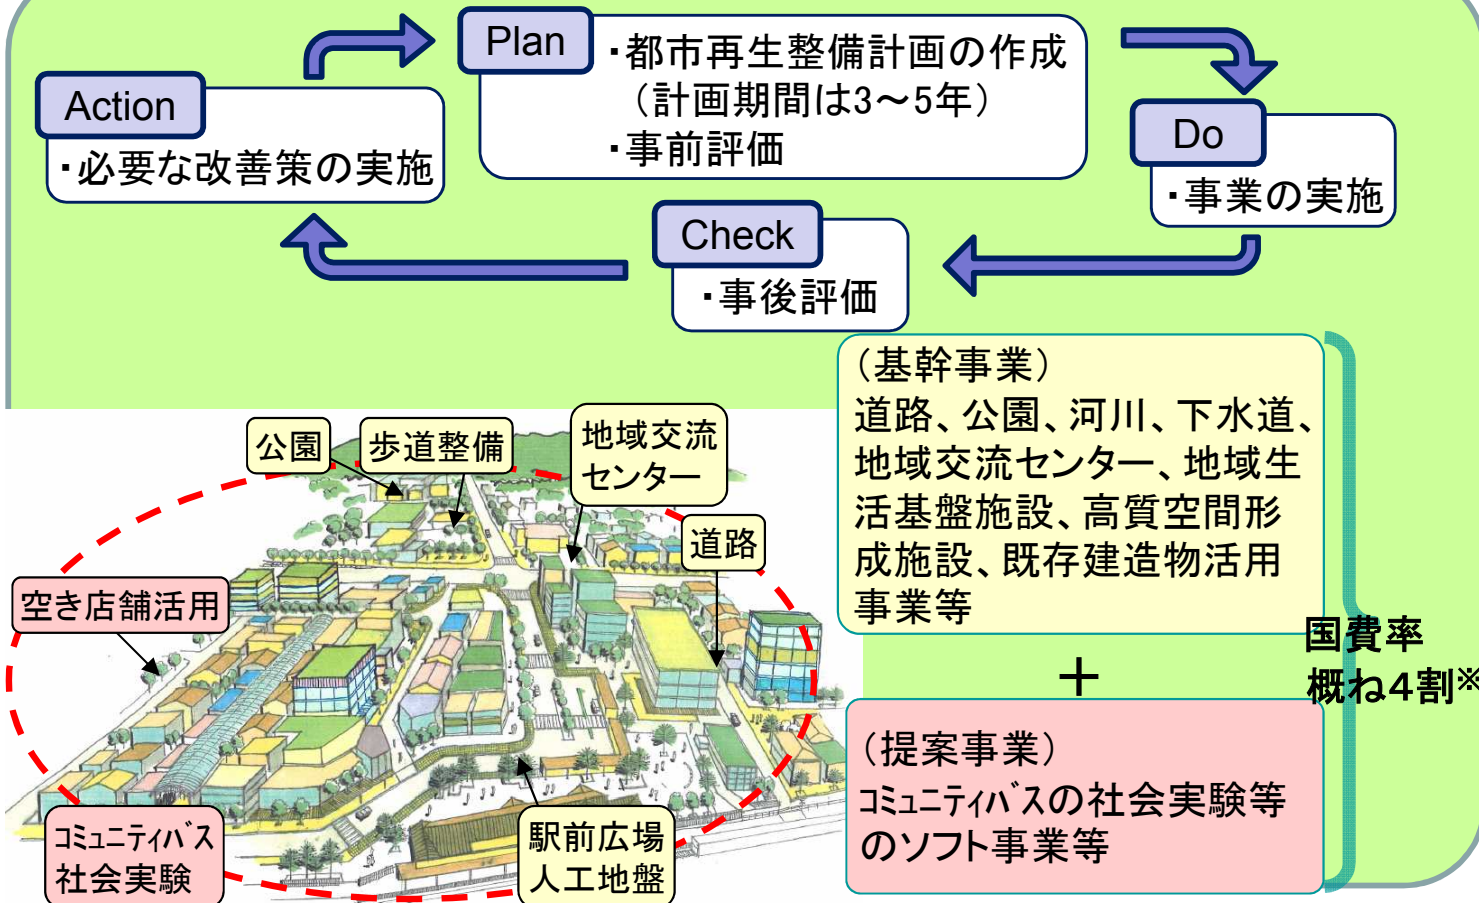 Plan
・都市再生整備計画の作成
（計画期間は3～5年）
・事前評価
Action
・必要な改善策の実施
Do
・事業の実施
Check
・事後評価
（基幹事業）
道路、公園、河川、下水道、
地域交流センター、地域生
活基盤施設、高質空間形
成施設、既存建造物活用
事業等
＋
（提案事業）
コミュニティバスの社会実験等
のソフト事業等
国費率
概ね4割※
公園
歩道整備
地域交流
センター
道路
空き店舗活用
コミュニティバス
社会実験
駅前広場
人工地盤